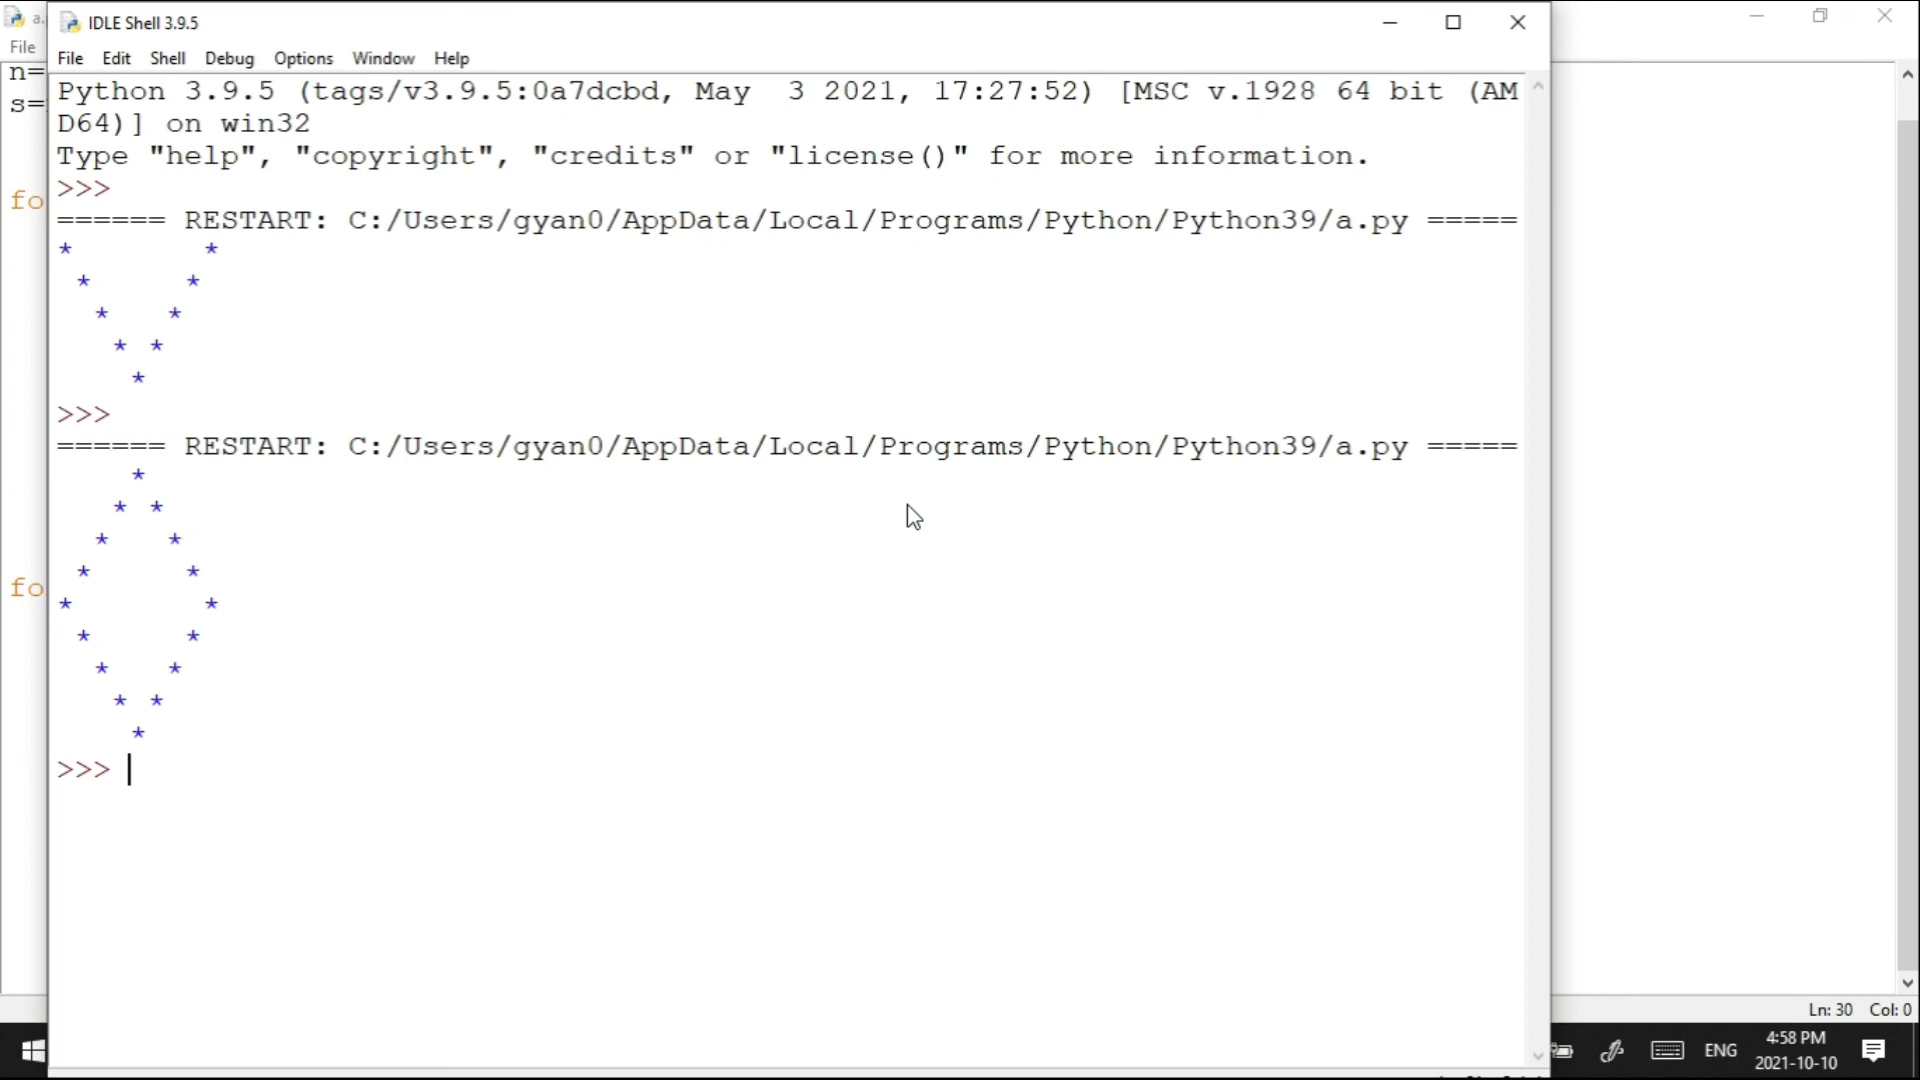 a.
IDLE Shell 3.9.5
File
File Edit Shell Debug Options Window Help
n=
s=
Python 3.9.5 (tags/v3.9.5:0a7dcbd, May  3 2021, 17:27:52) [MSC v.1928 64 bit (AM
D64)] on win32
Type "help", "copyright", "credits" or "license()" for more information.
>>>
fo
====== RESTART: C:/Users/gyan0/AppData/Local/Programs/Python/Python39/a.py =====
*       *
 *     *
  *   *
   * *
    *
>>>
====== RESTART: C:/Users/gyan0/AppData/Local/Programs/Python/Python39/a.py =====
    *
   * *
  *   *
 *     *
fo
*       *
 *     *
  *   *
   * *
    *
>>>
Ln: 30 Col: 0
ENG
4:58 PM
2021-10-10